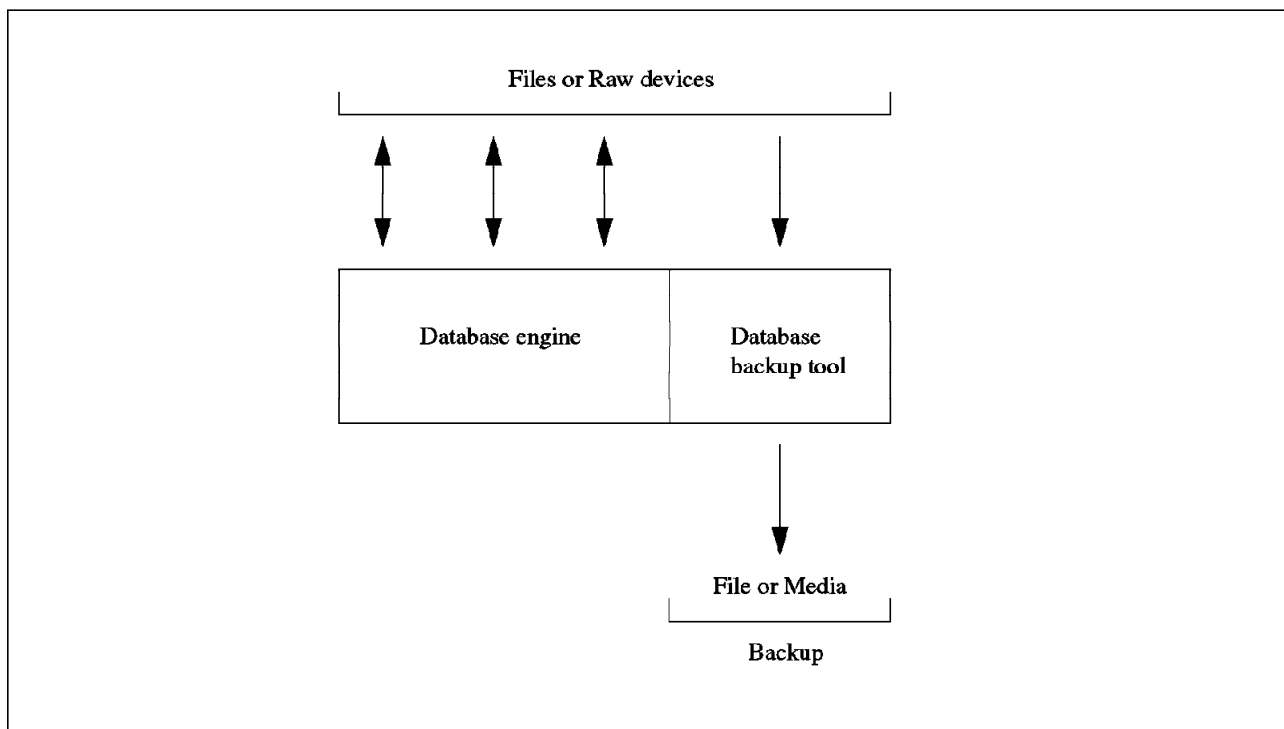 Files or Raw devices
Database engine
Database
backup tool
File or Media
Backup